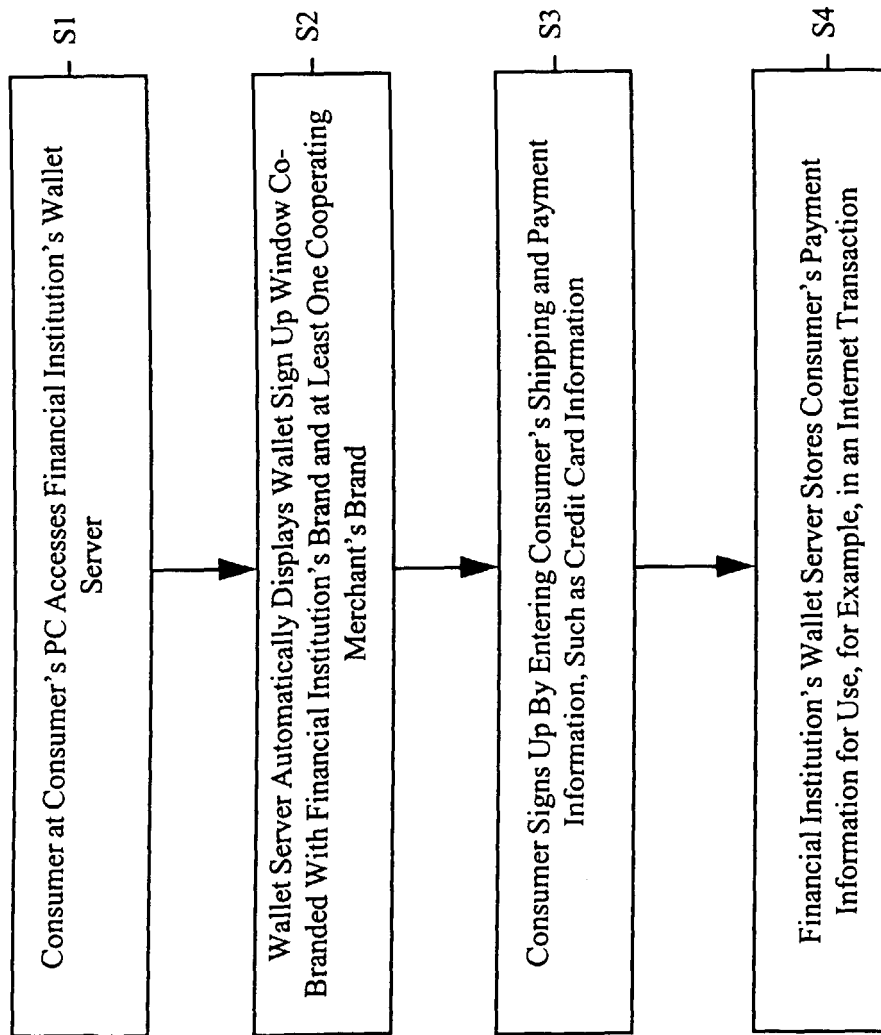 Consumer at Consumer's PC Accesses Financial Institution's Wallet
Server
S1
Wallet Server Automatically Displays Wallet Sign Up Window Co-
Branded With Financial Institution's Brand and at Least One Cooperating
Merchant's Brand
S2
Consumer Signs Up By Entering Consumer's Shipping and Payment
Information, Such as Credit Card Information
S3
Financial Institution's Wallet Server Stores Consumer's Payment
Information for Use, for Example, in an Internet Transaction
S4